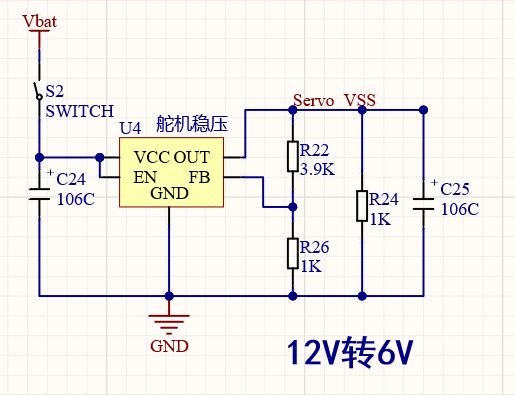 Vbat
S2
SWITCH
Servo VSS
U4 舵机稳压
VCC OUT
EN FB
GND
R22
3.9K
+
C24
106C
R24
1K
+
C25
106C
R26
1K
GND
12V转6V